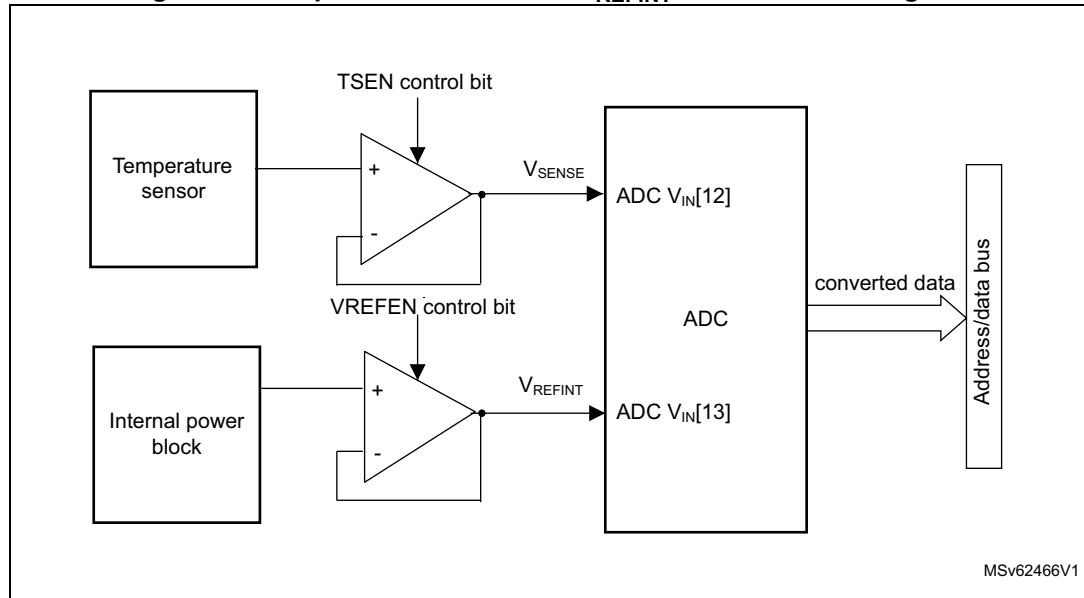 REFINT
TSEN control bit
Temperature
sensor
+
-
VSENSE
ADC VIN[12]
VREFEN control bit
Internal power
block
+
-
VREFINT
ADC VIN[13]
ADC
converted data
Address/data bus
MSv62466V1